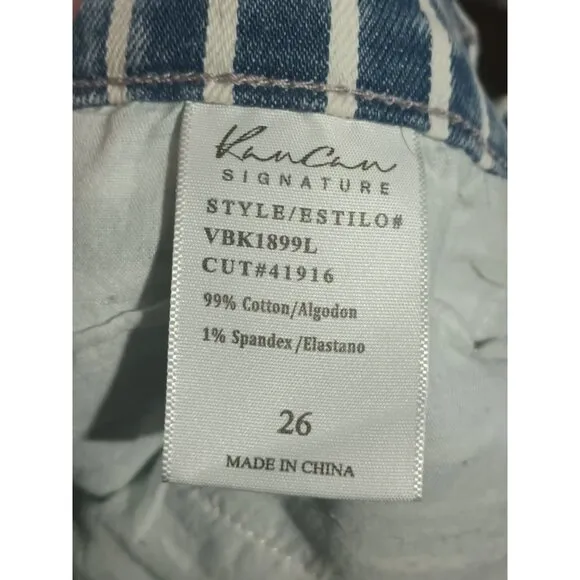 KanCan
SIGNATURE
STYLE/ESTILO#
VBK1899L
CUT#41916
99% Cotton/Algodon
1% Spandex/Elastano
26
MADE IN CHINA